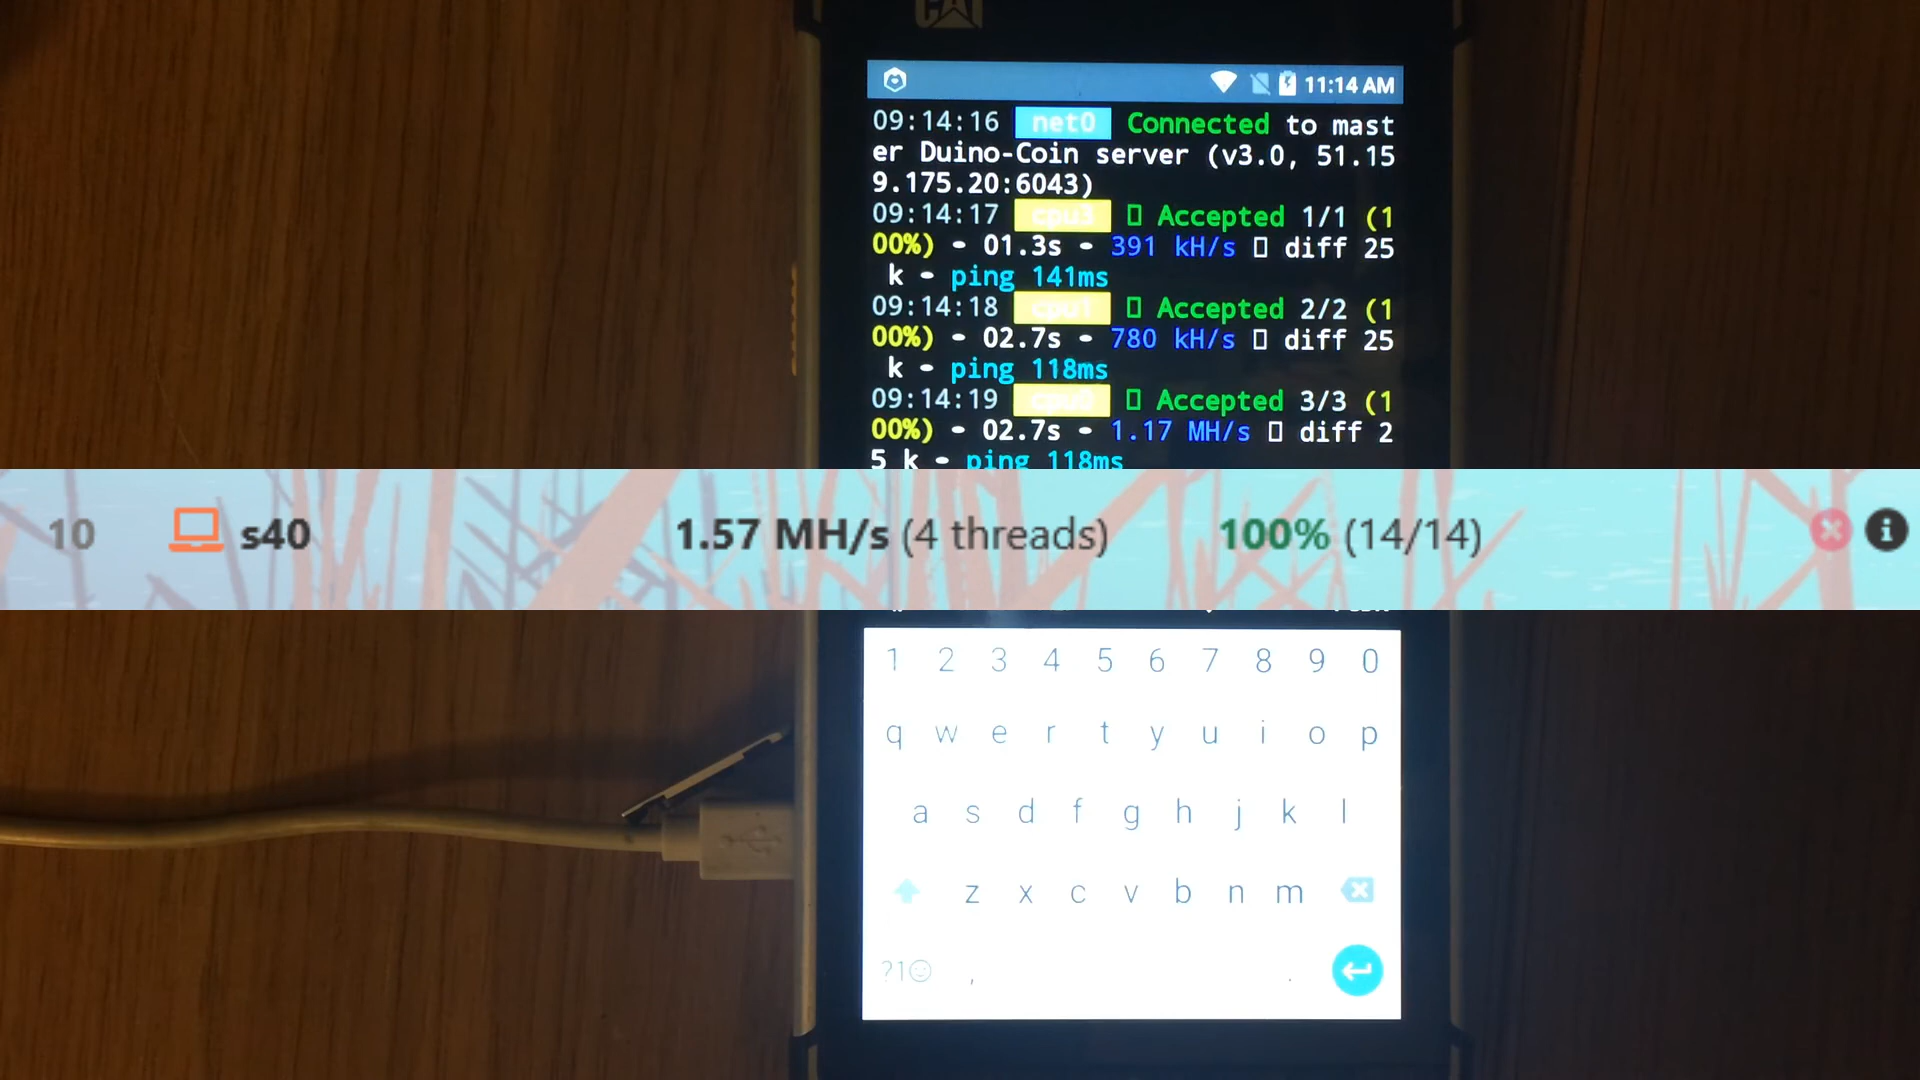 CAT
11:14 AM
09:14:16 net0 Connected to mast
er Duino-Coin server (v3.0, 51.15
9.175.20:6043)
09:14:17 cpu3 Accepted 1/1 (1
00%) - 01.3s - 391 kH/s diff 25
k - ping 141ms
09:14:18 cpu1 Accepted 2/2 (1
00%) - 02.7s - 780 kH/s diff 25
k - ping 118ms
09:14:19 cpu0 Accepted 3/3 (1
00%) - 02.7s - 1.17 MH/s diff 2
5 k - ping 118ms
10 s40 1.57 MH/s (4 threads) 100% (14/14)
1 2 3 4 5 6 7 8 9 0
q w e r t y u i o p
a s d f g h j k l
z x c v b n m
?1☺ , .